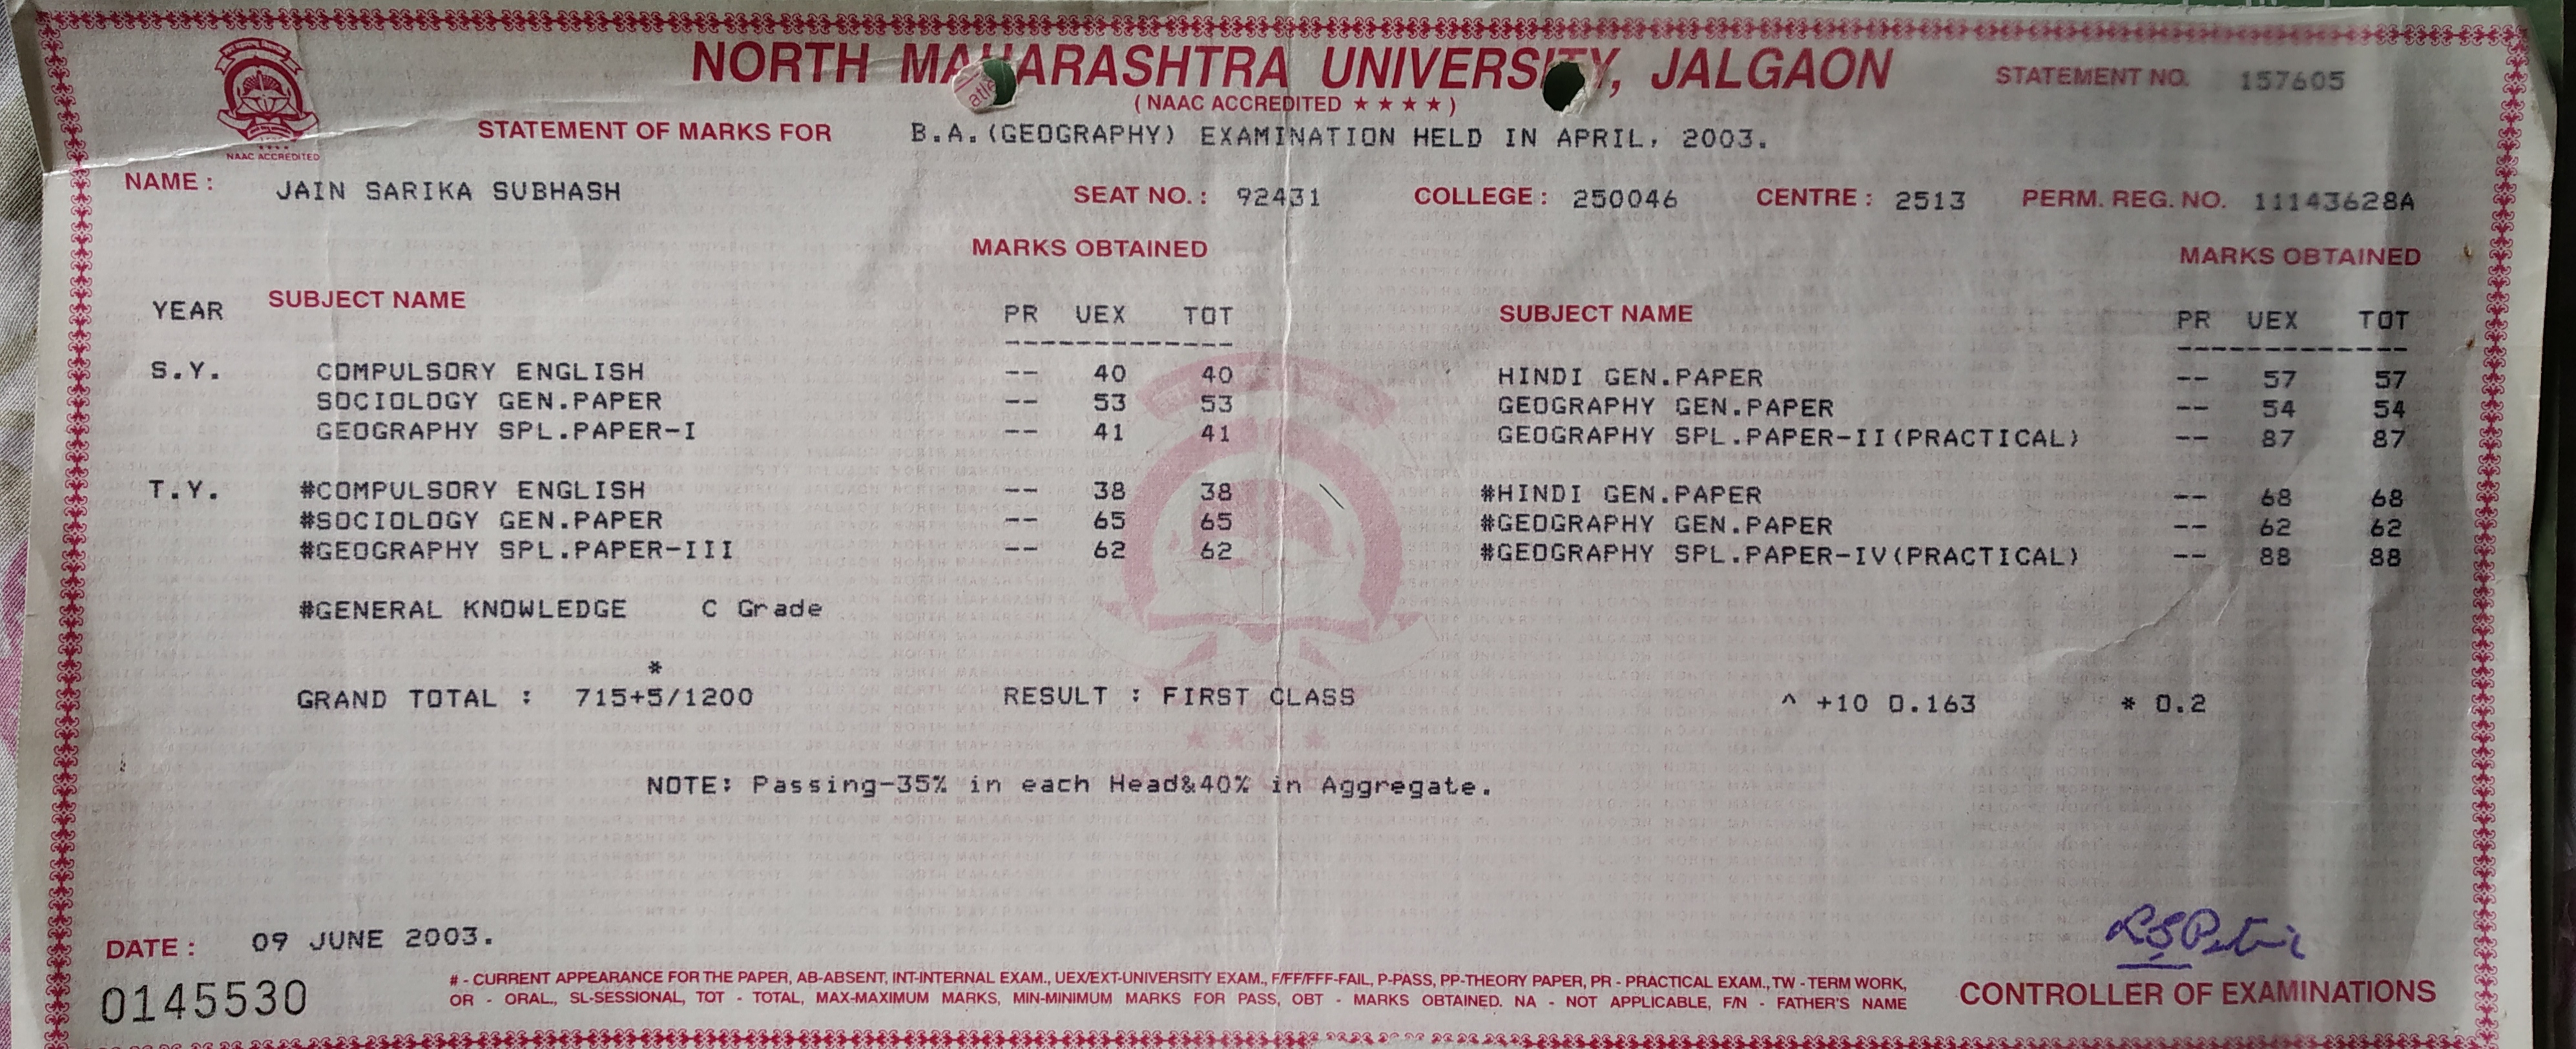 NORTH MAHARASHTRA UNIVERSITY, JALGAON
STATEMENT NO. 157605
( NAAC ACCREDITED ★ ★ ★ ★ )
NAAC ACCREDITED
STATEMENT OF MARKS FOR B.A.(GEOGRAPHY) EXAMINATION HELD IN APRIL, 2003.
NAME : JAIN SARIKA SUBHASH SEAT NO. : 92431 COLLEGE : 250046 CENTRE : 2513 PERM. REG. NO. 11143628A
MARKS OBTAINED MARKS OBTAINED
YEAR SUBJECT NAME PR UEX TOT SUBJECT NAME PR UEX TOT
S.Y. COMPULSORY ENGLISH -- 40 40 HINDI GEN.PAPER -- 57 57
SOCIOLOGY GEN.PAPER -- 53 53 GEOGRAPHY GEN.PAPER -- 54 54
GEOGRAPHY SPL.PAPER-I -- 41 41 GEOGRAPHY SPL.PAPER-II(PRACTICAL) -- 87 87
T.Y. #COMPULSORY ENGLISH -- 38 38 #HINDI GEN.PAPER -- 68 68
#SOCIOLOGY GEN.PAPER -- 65 65 #GEOGRAPHY GEN.PAPER -- 62 62
#GEOGRAPHY SPL.PAPER-III -- 62 62 #GEOGRAPHY SPL.PAPER-IV(PRACTICAL) -- 88 88
#GENERAL KNOWLEDGE C Grade
*
GRAND TOTAL : 715+5/1200 RESULT : FIRST CLASS ^ +10 0.163 * 0.2
NOTE: Passing-35% in each Head&40% in Aggregate.
DATE : 09 JUNE 2003.
0145530
# - CURRENT APPEARANCE FOR THE PAPER, AB-ABSENT, INT-INTERNAL EXAM., UEX/EXT-UNIVERSITY EXAM., F/FF/FFF-FAIL, P-PASS, PP-THEORY PAPER, PR - PRACTICAL EXAM., TW - TERM WORK,
OR - ORAL, SL-SESSIONAL, TOT - TOTAL, MAX-MAXIMUM MARKS, MIN-MINIMUM MARKS FOR PASS, OBT - MARKS OBTAINED. NA - NOT APPLICABLE, F/N - FATHER'S NAME
CONTROLLER OF EXAMINATIONS